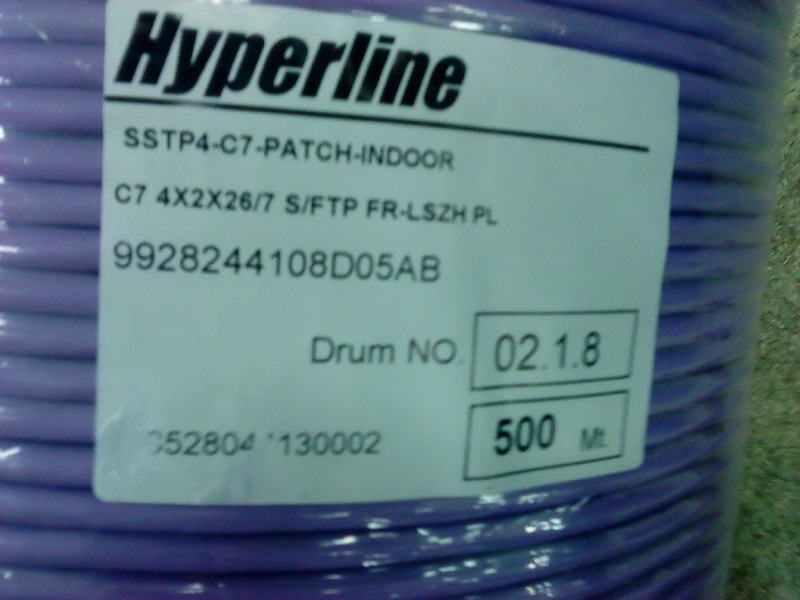 Hyperline
SSTP4-C7-PATCH-INDOOR
C7 4X2X26/7 S/FTP FR-LSZH PL
9928244108D05AB
Drum NO. 02.1.8
500 Mt.